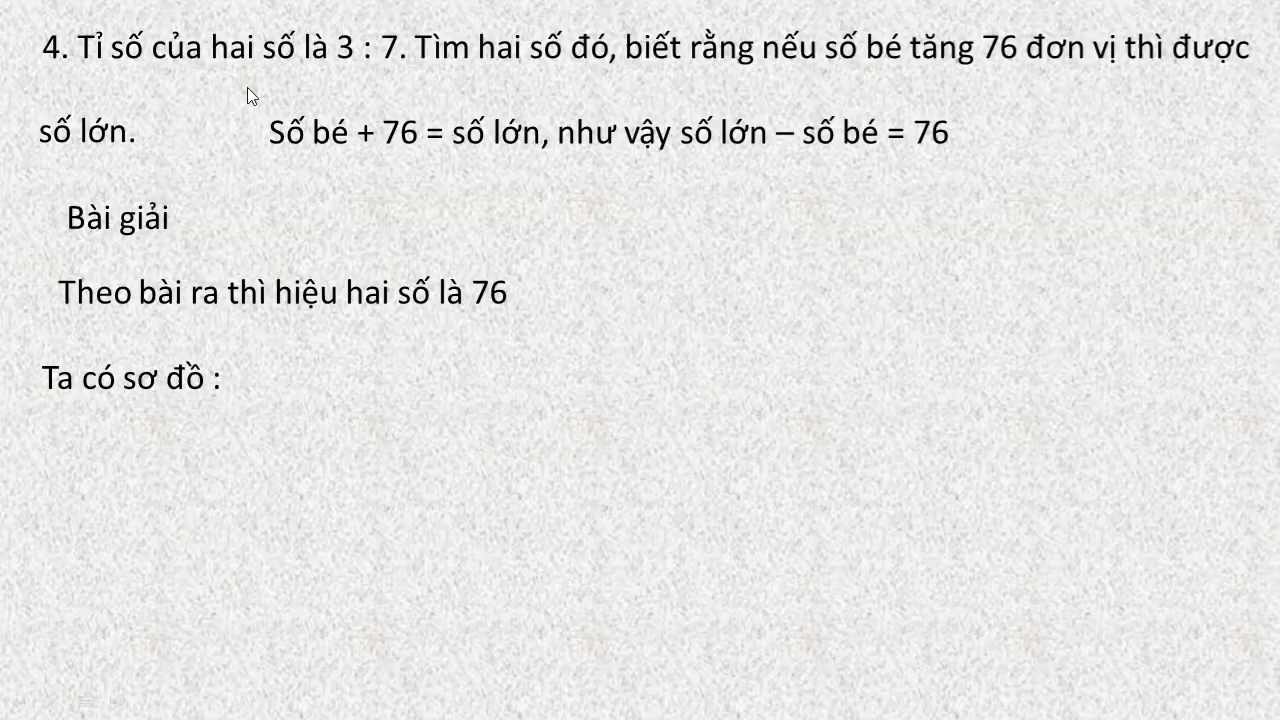 4. Tỉ số của hai số là 3 : 7. Tìm hai số đó, biết rằng nếu số bé tăng 76 đơn vị thì được
số lớn. Số bé + 76 = số lớn, như vậy số lớn – số bé = 76
Bài giải
Theo bài ra thì hiệu hai số là 76
Ta có sơ đồ :